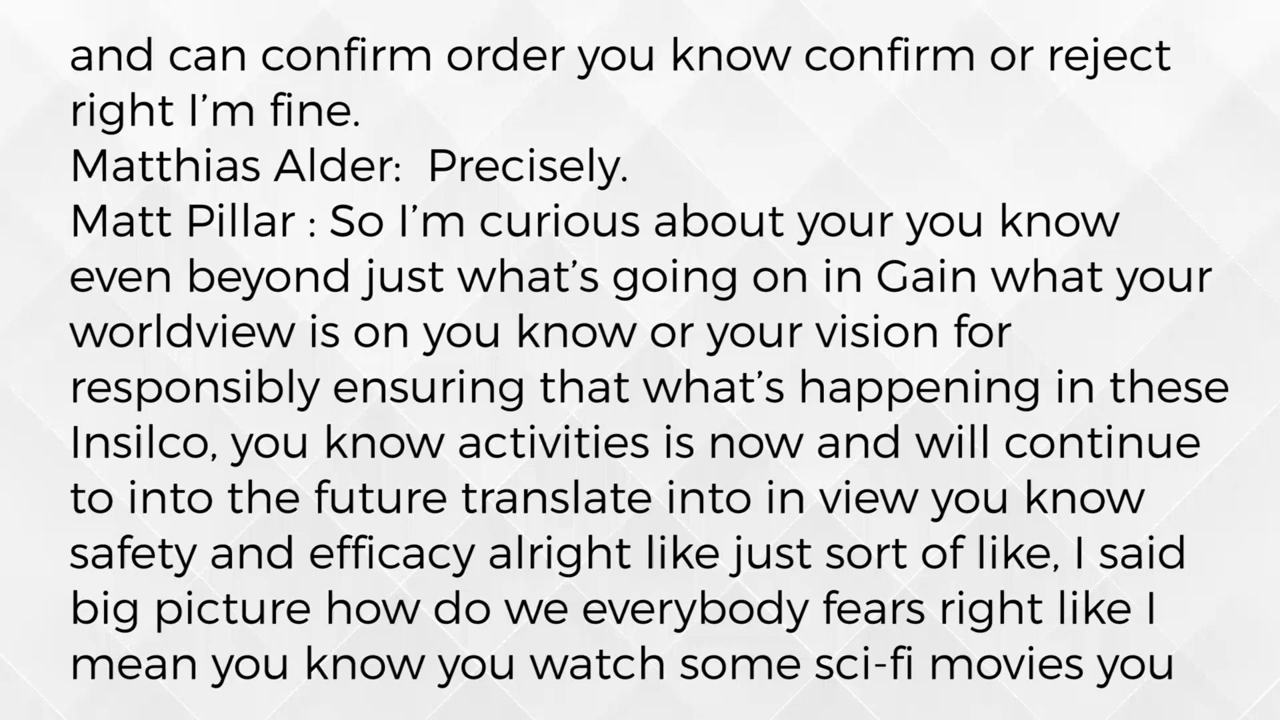 and can confirm order you know confirm or reject
right I'm fine.
Matthias Alder:  Precisely.
Matt Pillar : So I'm curious about your you know
even beyond just what's going on in Gain what your
worldview is on you know or your vision for
responsibly ensuring that what's happening in these
Insilco, you know activities is now and will continue
to into the future translate into in view you know
safety and efficacy alright like just sort of like, I said
big picture how do we everybody fears right like I
mean you know you watch some sci-fi movies you